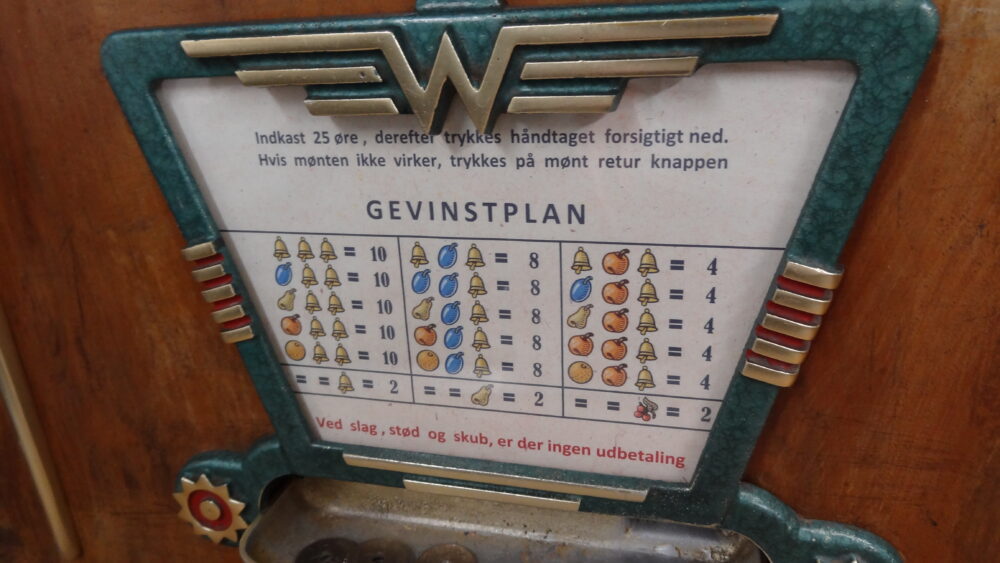 W
Indkast 25 øre, derefter trykkes håndtaget forsigtigt ned.
Hvis mønten ikke virker, trykkes på mønt retur knappen
GEVINSTPLAN
= 10 = 8 = 4
= 10 = 8 = 4
= 10 = 8 = 4
= 10 = 8 = 4
= 10 = 8 = 4
= = = 2 = = = 2 = = = 2
Ved slag, stød og skub, er der ingen udbetaling